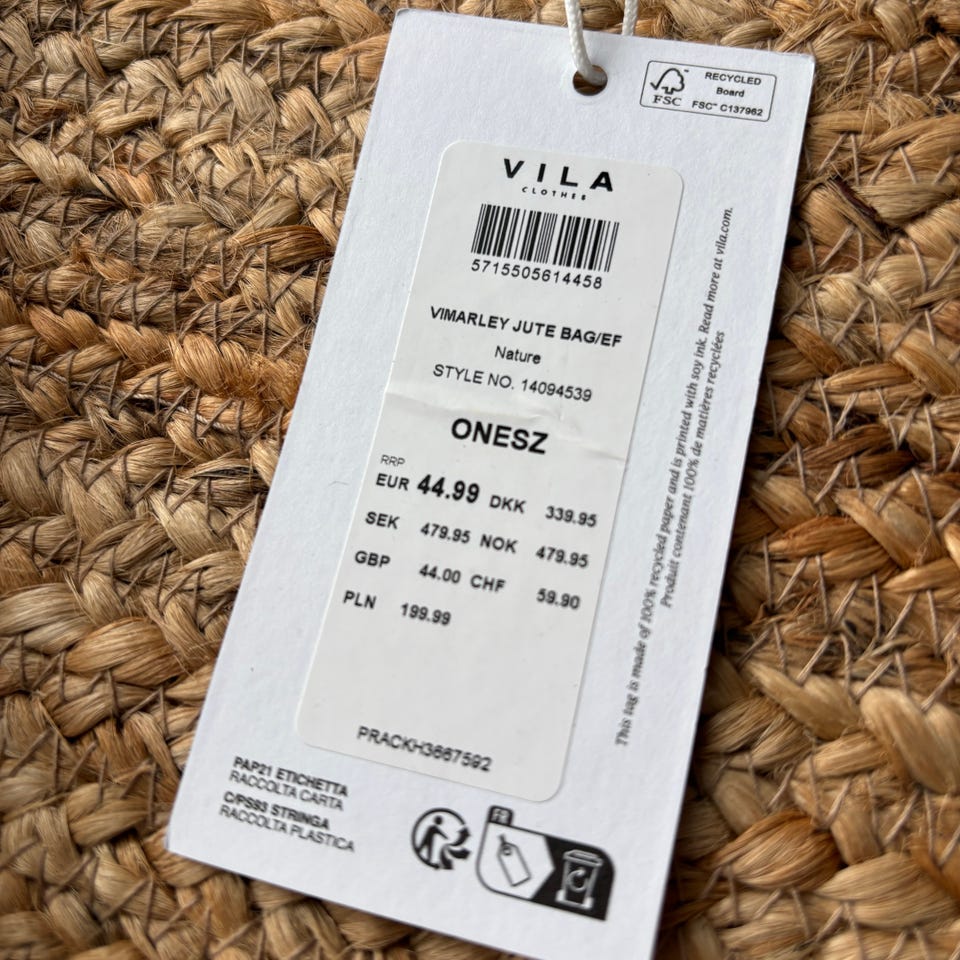 FSC™
RECYCLED
Board
FSC™ C137962
VILA
CLOTHES
5715505614458
VIMARLEY JUTE BAG/EF
Nature
STYLE NO. 14094539
ONESZ
RRP
EUR 44.99 DKK 339.95
SEK 479.95 NOK 479.95
GBP 44.00 CHF 59.90
PLN 199.99
PRACKH3667592
This tag is made of 100% recycled paper and is printed with soy ink. Read more at vila.com.
Produit contenant 100% de matières recyclées
PAP21 ETICHETTA
RACCOLTA CARTA
C/PS93 STRINGA
RACCOLTA PLASTICA
FR